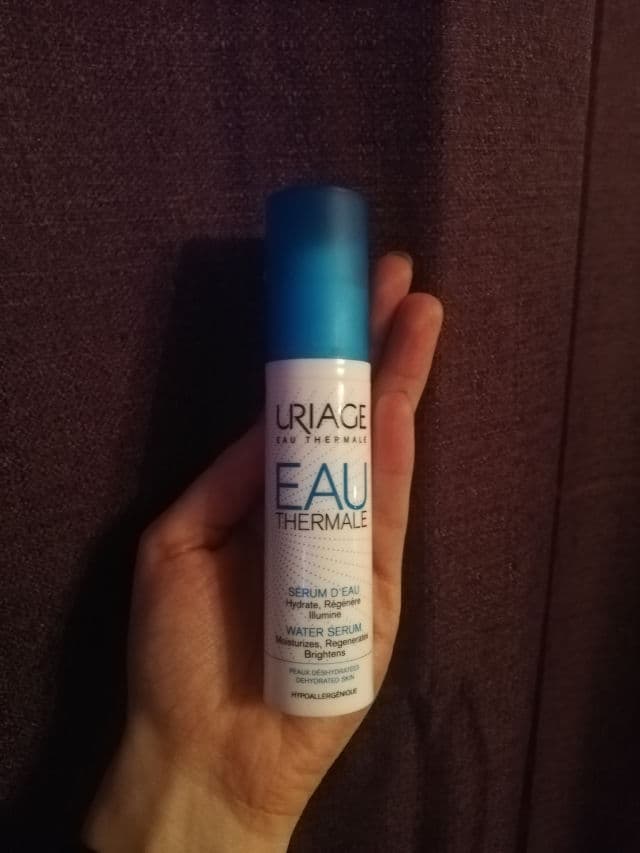 URIAGE
EAU THERMALE
EAU
THERMALE
SÉRUM D'EAU
Hydrate, Régénère
Illumine
WATER SERUM
Moisturizes, Regenerates
Brightens
PEAUX DÉSHYDRATÉES
DEHYDRATED SKIN
HYPOALLERGÉNIQUE